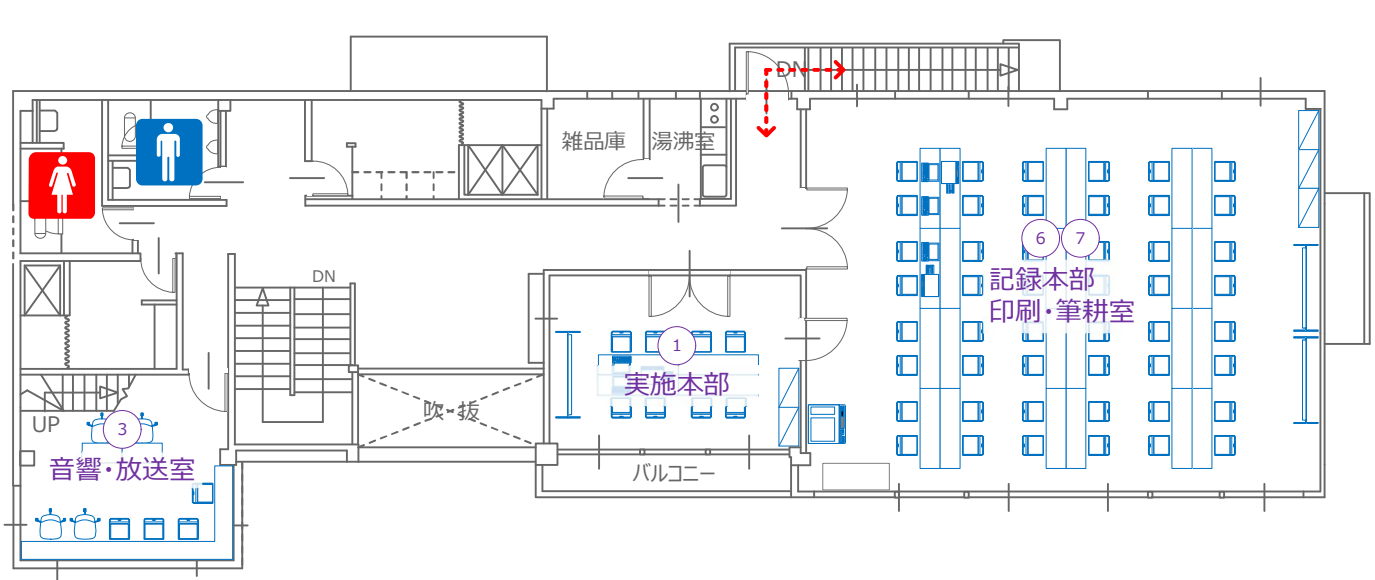 DN
雑品庫
湯沸室
6
7
DN
記録本部
印刷・筆耕室
1
実施本部
吹・抜
UP
3
音響・放送室
バルコニー